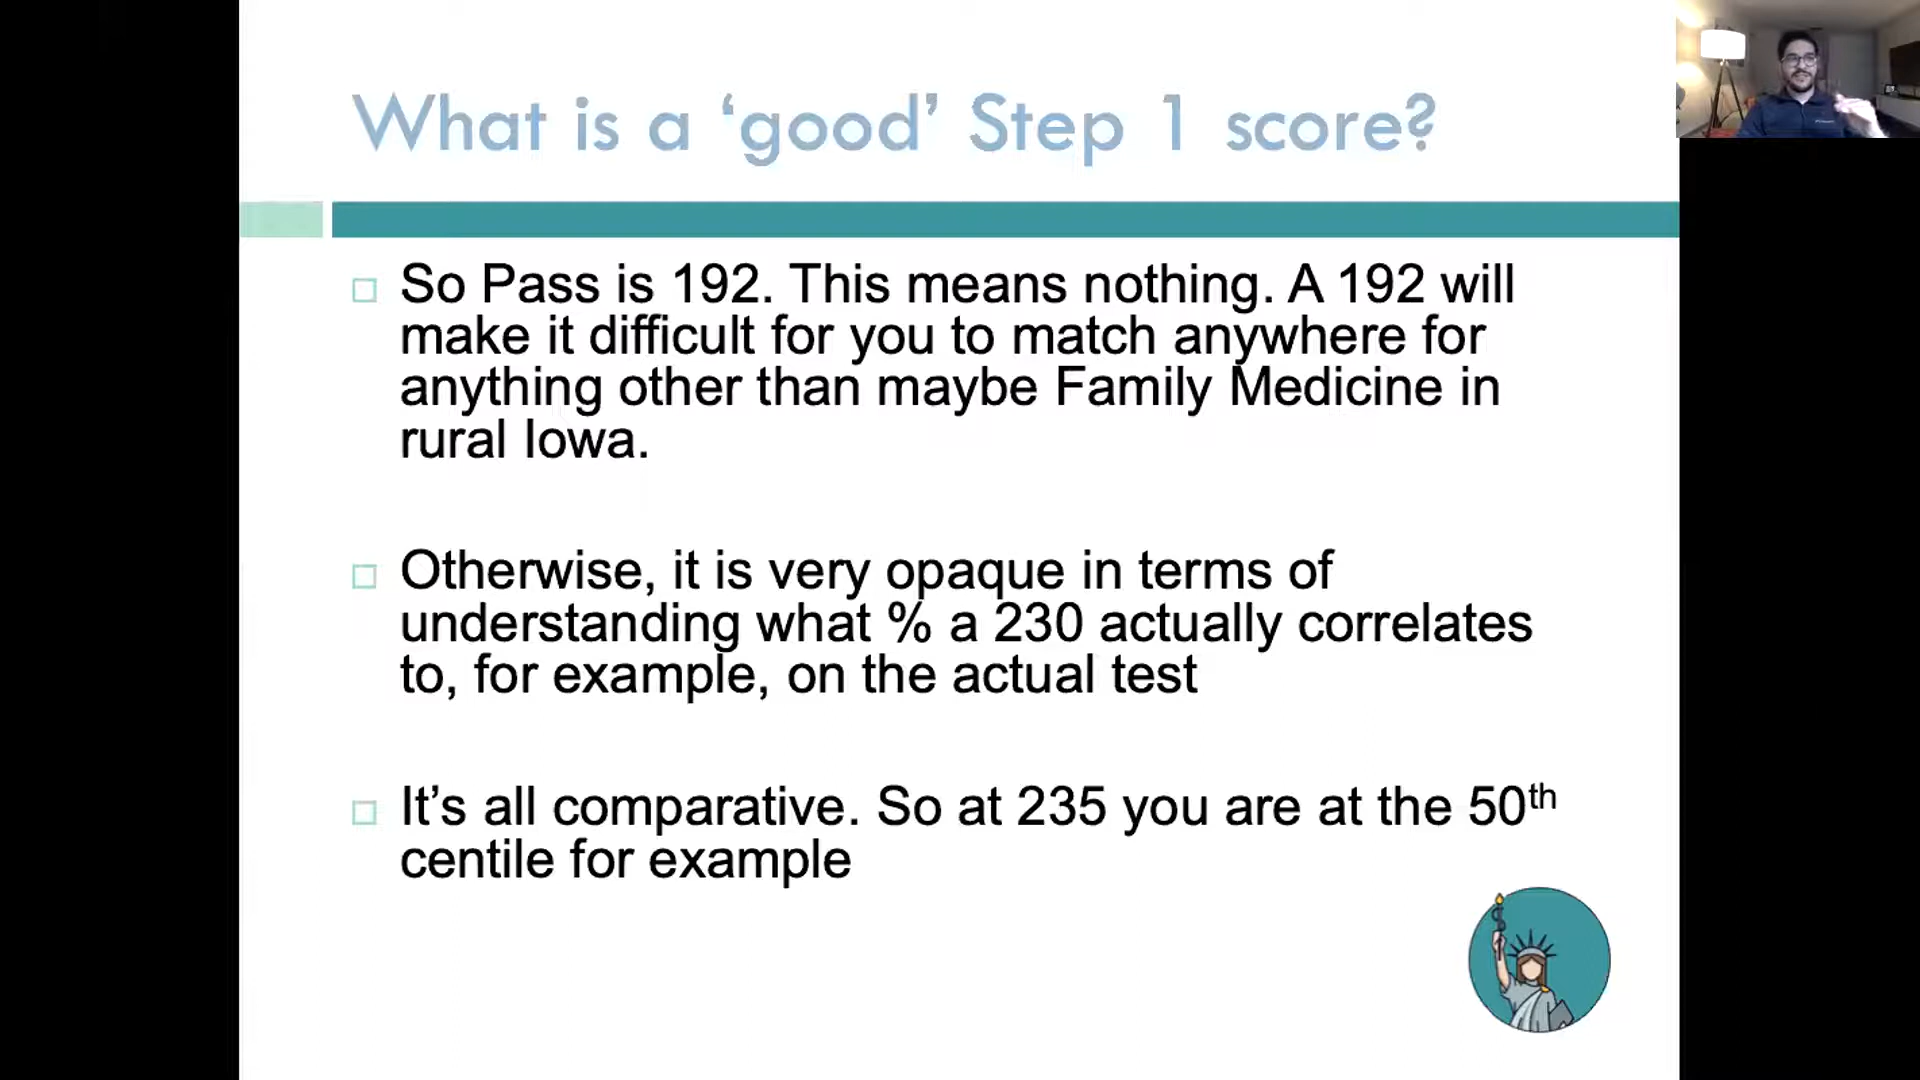 What is a ‘good’ Step 1 score?
So Pass is 192. This means nothing. A 192 will
make it difficult for you to match anywhere for
anything other than maybe Family Medicine in
rural Iowa.
Otherwise, it is very opaque in terms of
understanding what % a 230 actually correlates
to, for example, on the actual test
It’s all comparative. So at 235 you are at the 50th
centile for example